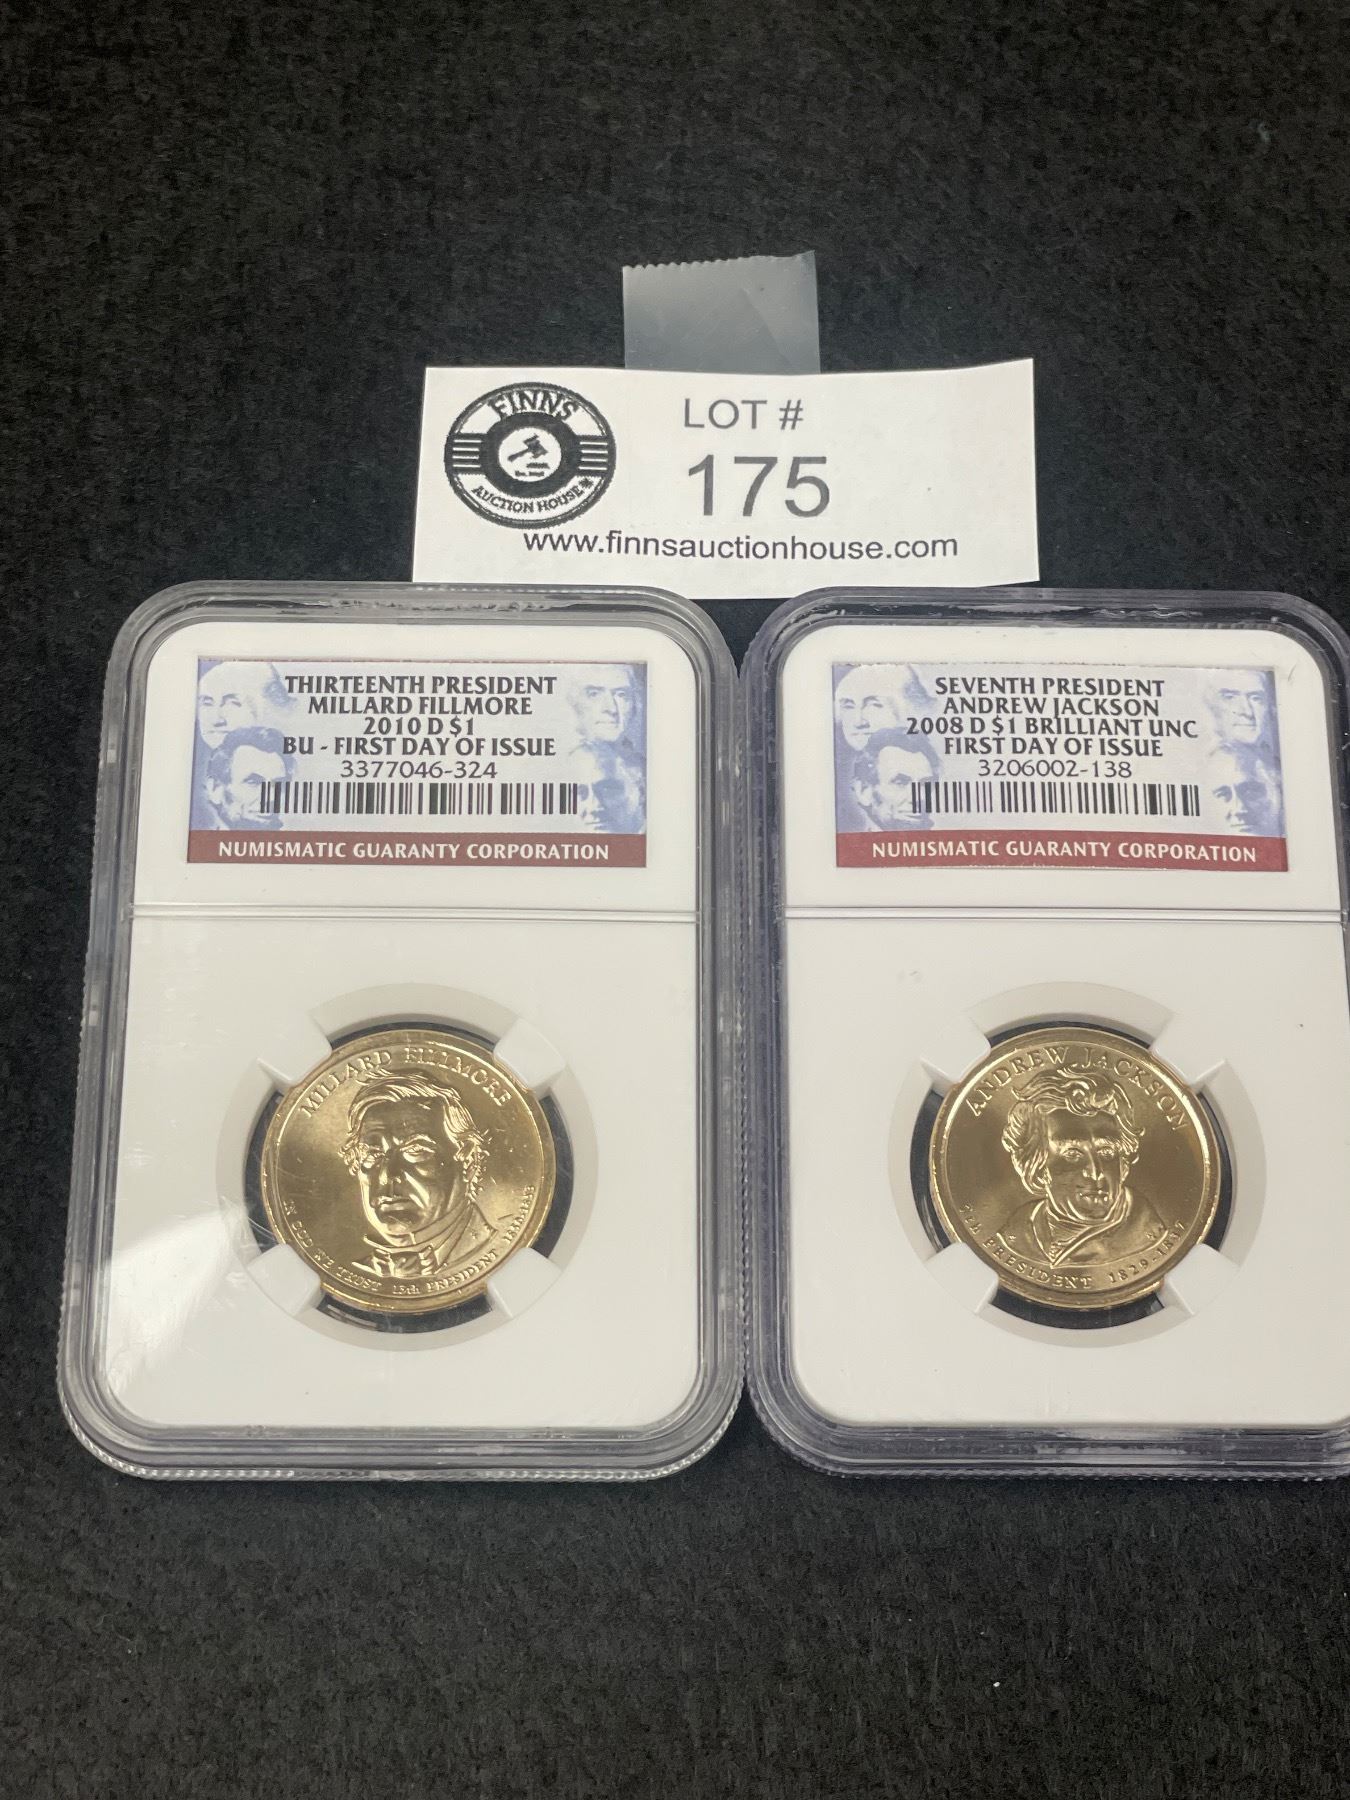 FINNS
AUCTION HOUSE
LOT #
175
www.finnsauctionhouse.com
THIRTEENTH PRESIDENT
MILLARD FILLMORE
2010 D $1
BU - FIRST DAY OF ISSUE
3377046-324
NUMISMATIC GUARANTY CORPORATION
MILLARD FILLMORE
IN GOD WE TRUST 13th PRESIDENT
SEVENTH PRESIDENT
ANDREW JACKSON
2008 D $1 BRILLIANT UNC
FIRST DAY OF ISSUE
3206002-138
NUMISMATIC GUARANTY CORPORATION
ANDREW JACKSON
7th PRESIDENT 1829-1837